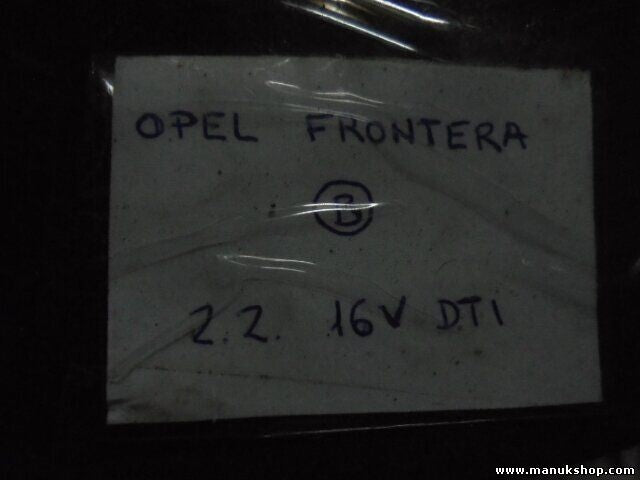 OPEL FRONTERA
B
2.2. 16V DTI
www.manukshop.com